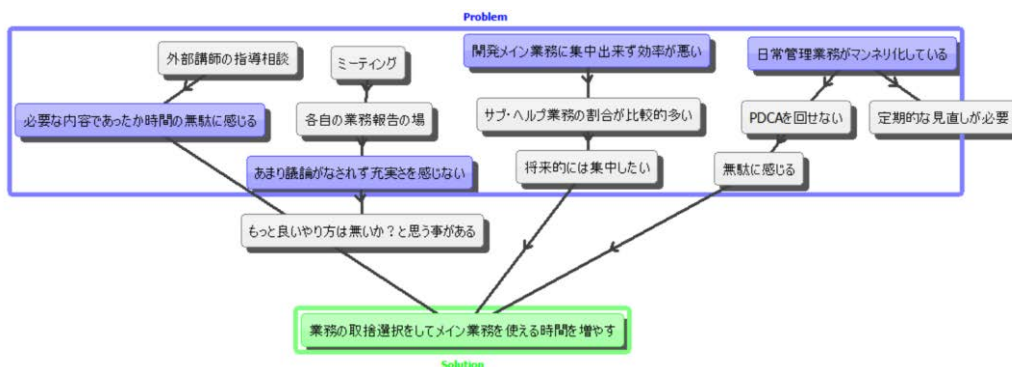 Problem
外部講師の指導相談
ミーティング
開発メイン業務に集中出来ず効率が悪い
日常管理業務がマンネリ化している
必要な内容であったか時間の無駄に感じる
各自の業務報告の場
サブ・ヘルプ業務の割合が比較的多い
PDCAを回せない
定期的な見直しが必要
あまり議論がなされず充実さを感じない
将来的には集中したい
無駄に感じる
もっと良いやり方は無いか？と思う事がある
業務の取捨選択をしてメイン業務を使える時間を増やす
Solution